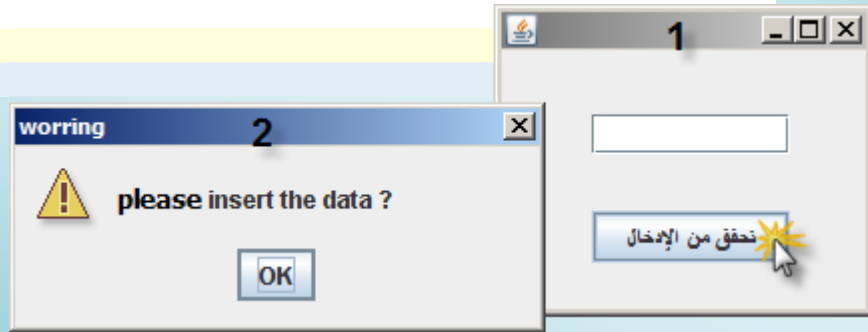 1
تحقق من الإدخال
worring
2
please insert the data ?
OK